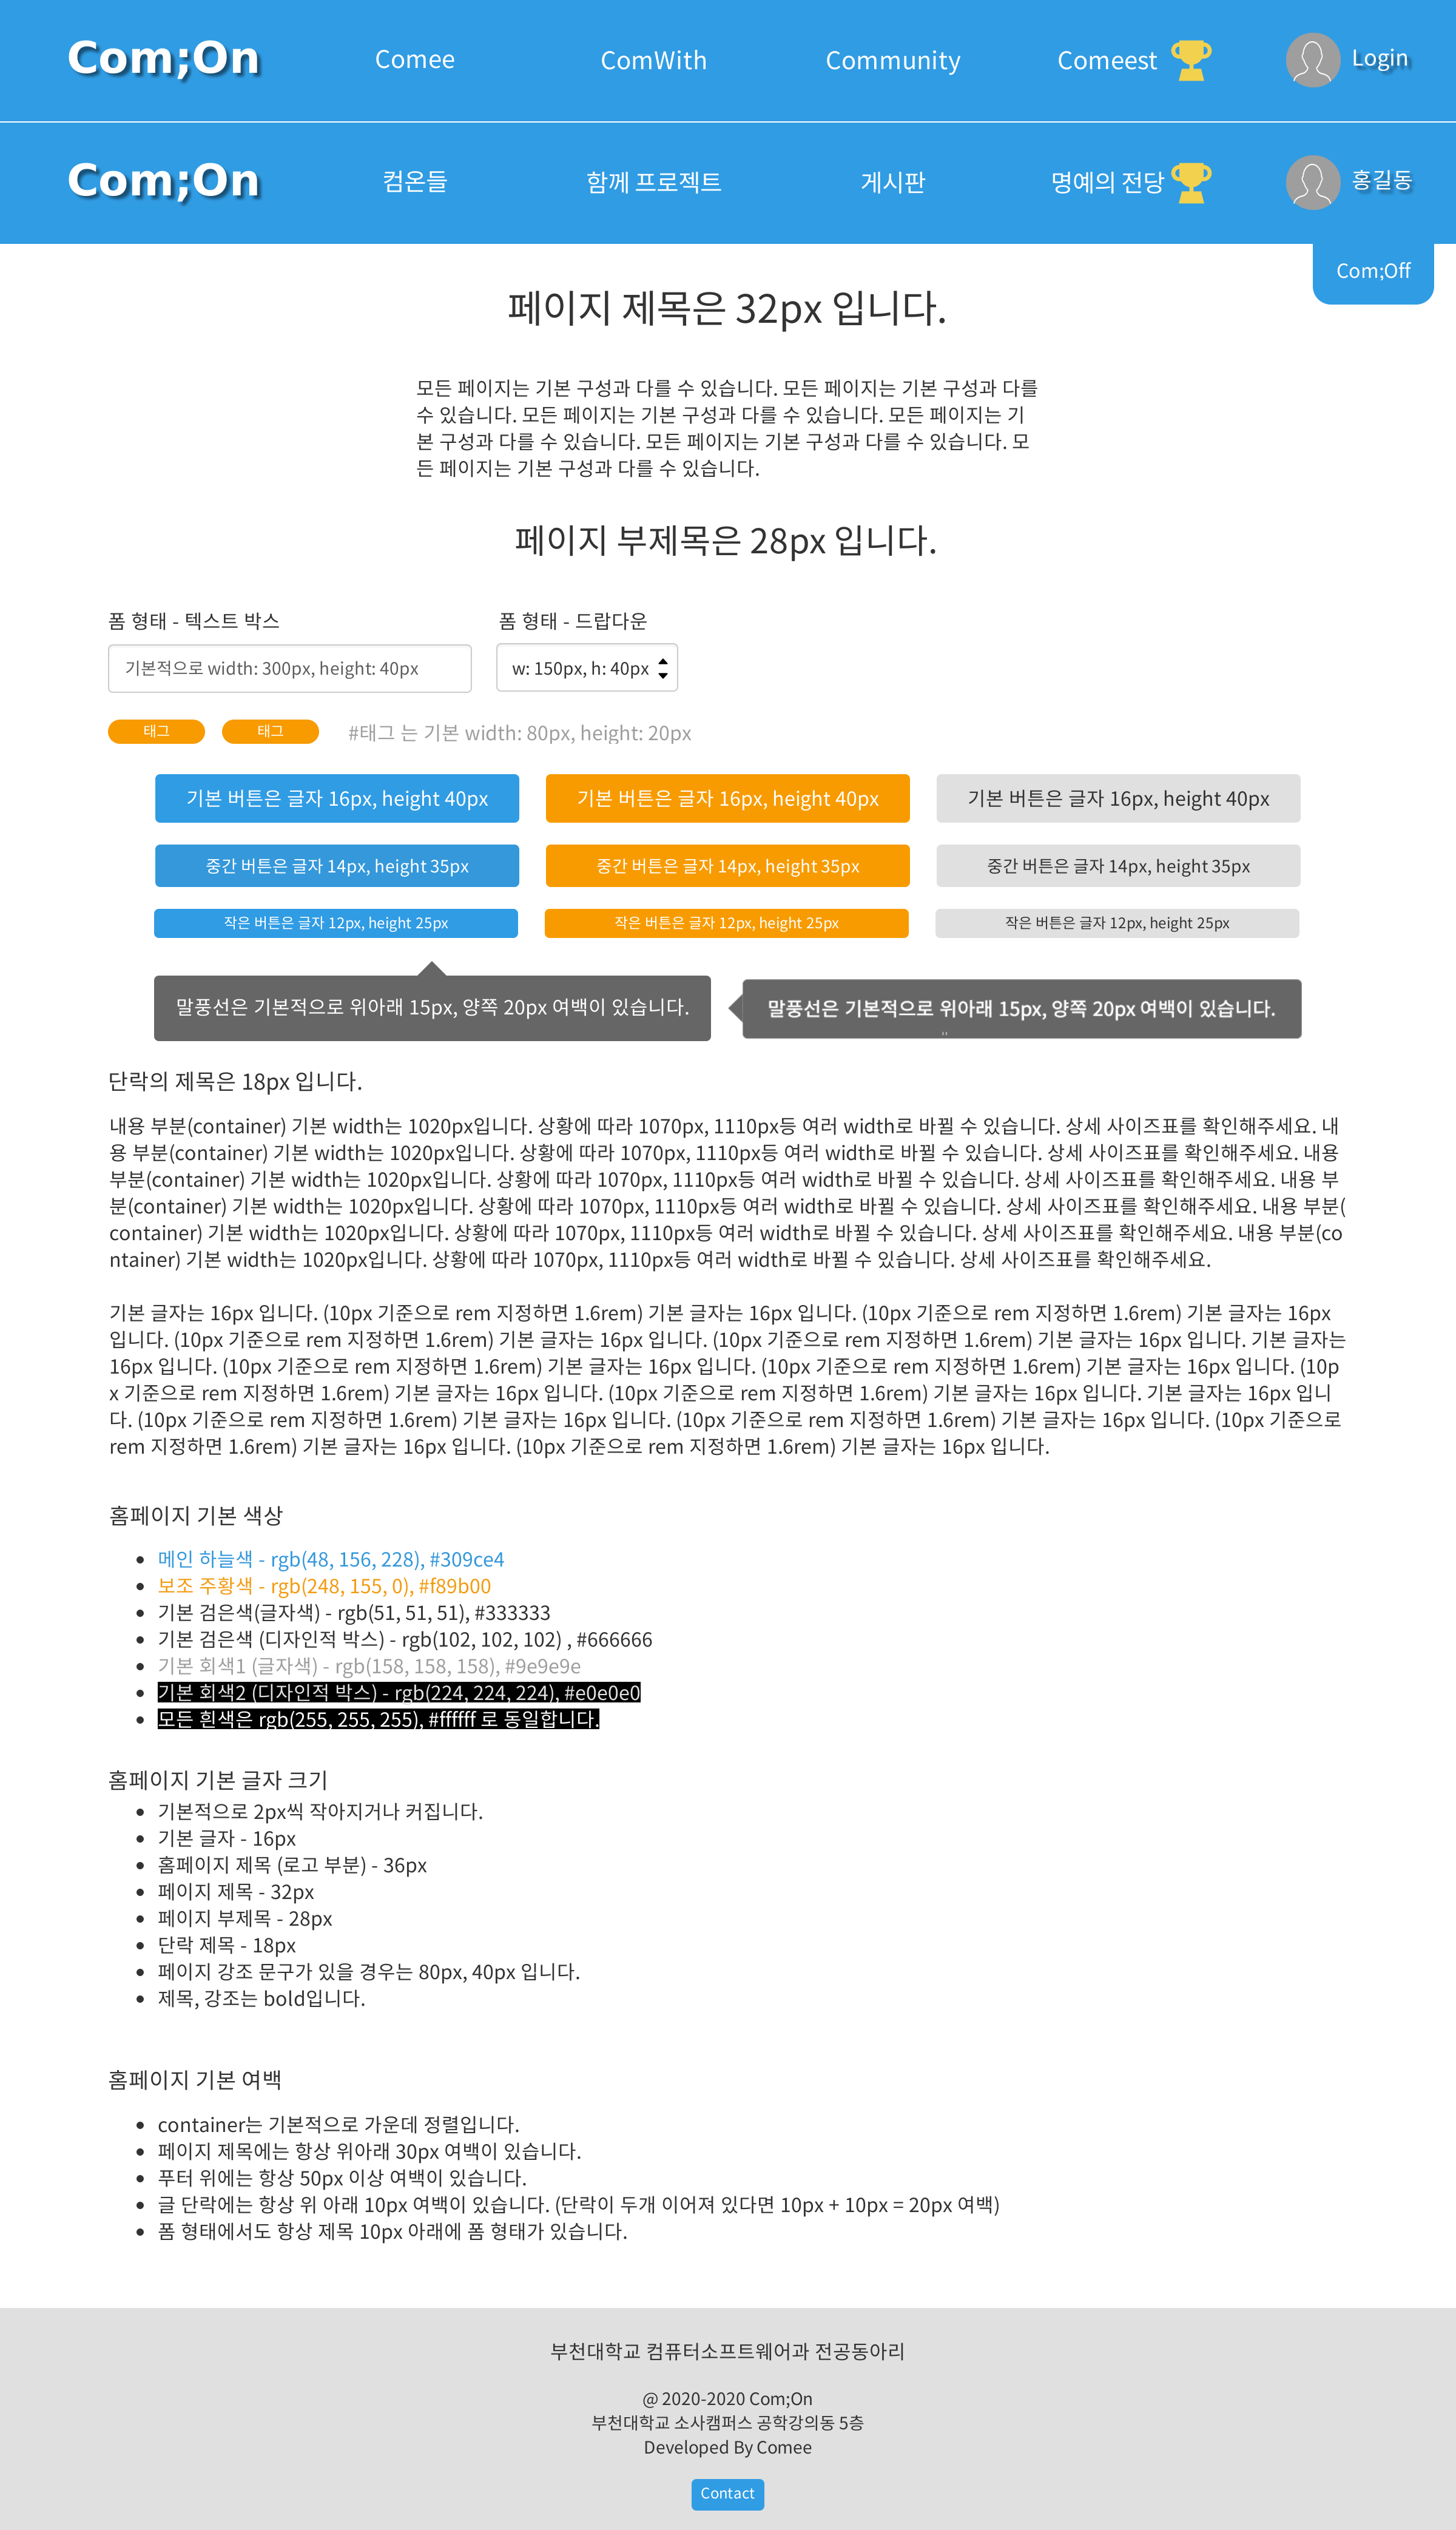 Com;On Comee ComWith Community Comeest Login
Com;On 컴온들 함께 프로젝트 게시판 명예의 전당 홍길동
Com;Off
페이지 제목은 32px 입니다.
모든 페이지는 기본 구성과 다를 수 있습니다. 모든 페이지는 기본 구성과 다를
수 있습니다. 모든 페이지는 기본 구성과 다를 수 있습니다. 모든 페이지는 기
본 구성과 다를 수 있습니다. 모든 페이지는 기본 구성과 다를 수 있습니다. 모
든 페이지는 기본 구성과 다를 수 있습니다.
페이지 부제목은 28px 입니다.
폼 형태 - 텍스트 박스 폼 형태 - 드랍다운
기본적으로 width: 300px, height: 40px w: 150px, h: 40px
태그 태그 #태그 는 기본 width: 80px, height: 20px
기본 버튼은 글자 16px, height 40px 기본 버튼은 글자 16px, height 40px 기본 버튼은 글자 16px, height 40px
중간 버튼은 글자 14px, height 35px 중간 버튼은 글자 14px, height 35px 중간 버튼은 글자 14px, height 35px
작은 버튼은 글자 12px, height 25px 작은 버튼은 글자 12px, height 25px 작은 버튼은 글자 12px, height 25px
말풍선은 기본적으로 위아래 15px, 양쪽 20px 여백이 있습니다. 말풍선은 기본적으로 위아래 15px, 양쪽 20px 여백이 있습니다.
단락의 제목은 18px 입니다.
내용 부분(container) 기본 width는 1020px입니다. 상황에 따라 1070px, 1110px등 여러 width로 바뀔 수 있습니다. 상세 사이즈표를 확인해주세요. 내
용 부분(container) 기본 width는 1020px입니다. 상황에 따라 1070px, 1110px등 여러 width로 바뀔 수 있습니다. 상세 사이즈표를 확인해주세요. 내용
부분(container) 기본 width는 1020px입니다. 상황에 따라 1070px, 1110px등 여러 width로 바뀔 수 있습니다. 상세 사이즈표를 확인해주세요. 내용 부
분(container) 기본 width는 1020px입니다. 상황에 따라 1070px, 1110px등 여러 width로 바뀔 수 있습니다. 상세 사이즈표를 확인해주세요. 내용 부분(
container) 기본 width는 1020px입니다. 상황에 따라 1070px, 1110px등 여러 width로 바뀔 수 있습니다. 상세 사이즈표를 확인해주세요. 내용 부분(co
ntainer) 기본 width는 1020px입니다. 상황에 따라 1070px, 1110px등 여러 width로 바뀔 수 있습니다. 상세 사이즈표를 확인해주세요.
기본 글자는 16px 입니다. (10px 기준으로 rem 지정하면 1.6rem) 기본 글자는 16px 입니다. (10px 기준으로 rem 지정하면 1.6rem) 기본 글자는 16px
입니다. (10px 기준으로 rem 지정하면 1.6rem) 기본 글자는 16px 입니다. (10px 기준으로 rem 지정하면 1.6rem) 기본 글자는 16px 입니다. 기본 글자는
16px 입니다. (10px 기준으로 rem 지정하면 1.6rem) 기본 글자는 16px 입니다. (10px 기준으로 rem 지정하면 1.6rem) 기본 글자는 16px 입니다. (10p
x 기준으로 rem 지정하면 1.6rem) 기본 글자는 16px 입니다. (10px 기준으로 rem 지정하면 1.6rem) 기본 글자는 16px 입니다. 기본 글자는 16px 입니
다. (10px 기준으로 rem 지정하면 1.6rem) 기본 글자는 16px 입니다. (10px 기준으로 rem 지정하면 1.6rem) 기본 글자는 16px 입니다. (10px 기준으로
rem 지정하면 1.6rem) 기본 글자는 16px 입니다. (10px 기준으로 rem 지정하면 1.6rem) 기본 글자는 16px 입니다.
홈페이지 기본 색상
• 메인 하늘색 - rgb(48, 156, 228), #309ce4
• 보조 주황색 - rgb(248, 155, 0), #f89b00
• 기본 검은색(글자색) - rgb(51, 51, 51), #333333
• 기본 검은색 (디자인적 박스) - rgb(102, 102, 102) , #666666
• 기본 회색1 (글자색) - rgb(158, 158, 158), #9e9e9e
• 기본 회색2 (디자인적 박스) - rgb(224, 224, 224), #e0e0e0
• 모든 흰색은 rgb(255, 255, 255), #ffffff 로 동일합니다.
홈페이지 기본 글자 크기
• 기본적으로 2px씩 작아지거나 커집니다.
• 기본 글자 - 16px
• 홈페이지 제목 (로고 부분) - 36px
• 페이지 제목 - 32px
• 페이지 부제목 - 28px
• 단락 제목 - 18px
• 페이지 강조 문구가 있을 경우는 80px, 40px 입니다.
• 제목, 강조는 bold입니다.
홈페이지 기본 여백
• container는 기본적으로 가운데 정렬입니다.
• 페이지 제목에는 항상 위아래 30px 여백이 있습니다.
• 푸터 위에는 항상 50px 이상 여백이 있습니다.
• 글 단락에는 항상 위 아래 10px 여백이 있습니다. (단락이 두개 이어져 있다면 10px + 10px = 20px 여백)
• 폼 형태에서도 항상 제목 10px 아래에 폼 형태가 있습니다.
부천대학교 컴퓨터소프트웨어과 전공동아리
@ 2020-2020 Com;On
부천대학교 소사캠퍼스 공학강의동 5층
Developed By Comee
Contact